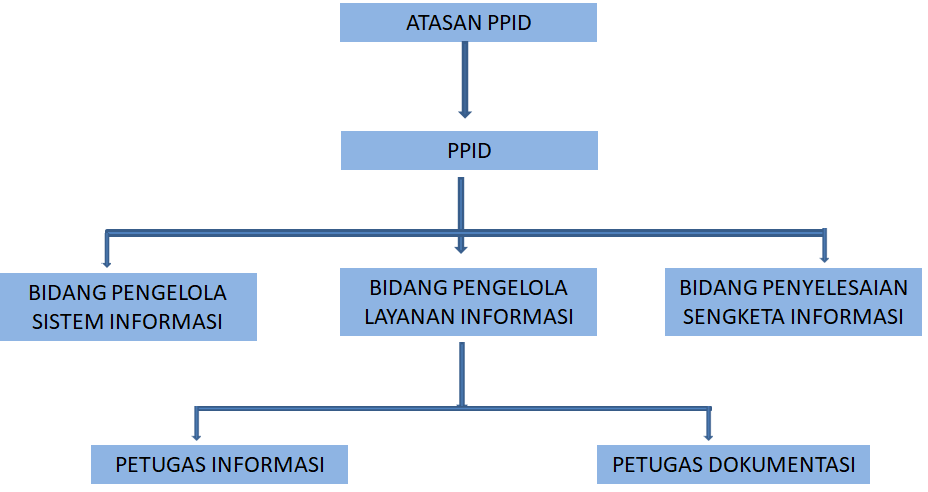 ATASAN PPID
PPID
BIDANG PENGELOLA
SISTEM INFORMASI
BIDANG PENGELOLA
LAYANAN INFORMASI
BIDANG PENYELESAIAN
SENGKETA INFORMASI
PETUGAS INFORMASI
PETUGAS DOKUMENTASI